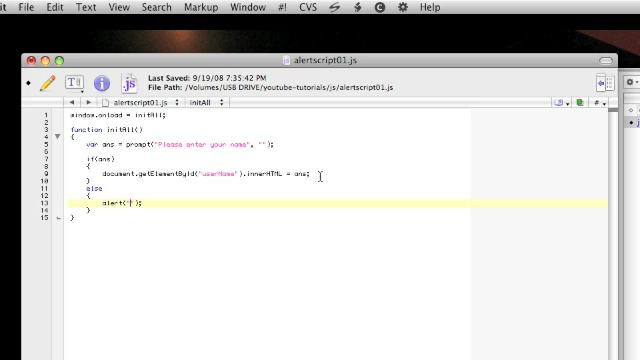 it File Edit Text Search Markup Window #! CVS Help
alertscript01.js
Last Saved: 9/19/08 7:35:42 PM
File Path: /Volumes/USB DRIVE/youtube-tutorials/js/alertscript01.js
alertscript01.js initAll #
1 window.onload = initAll;
2
3 function initAll()
4 {
5 var ans = prompt("Please enter your name", "");
6
7 if(ans)
8 {
9 document.getElementById("userName").innerHTML = ans;
10 }
11 else
12 {
13 alert("");
14 }
15 }